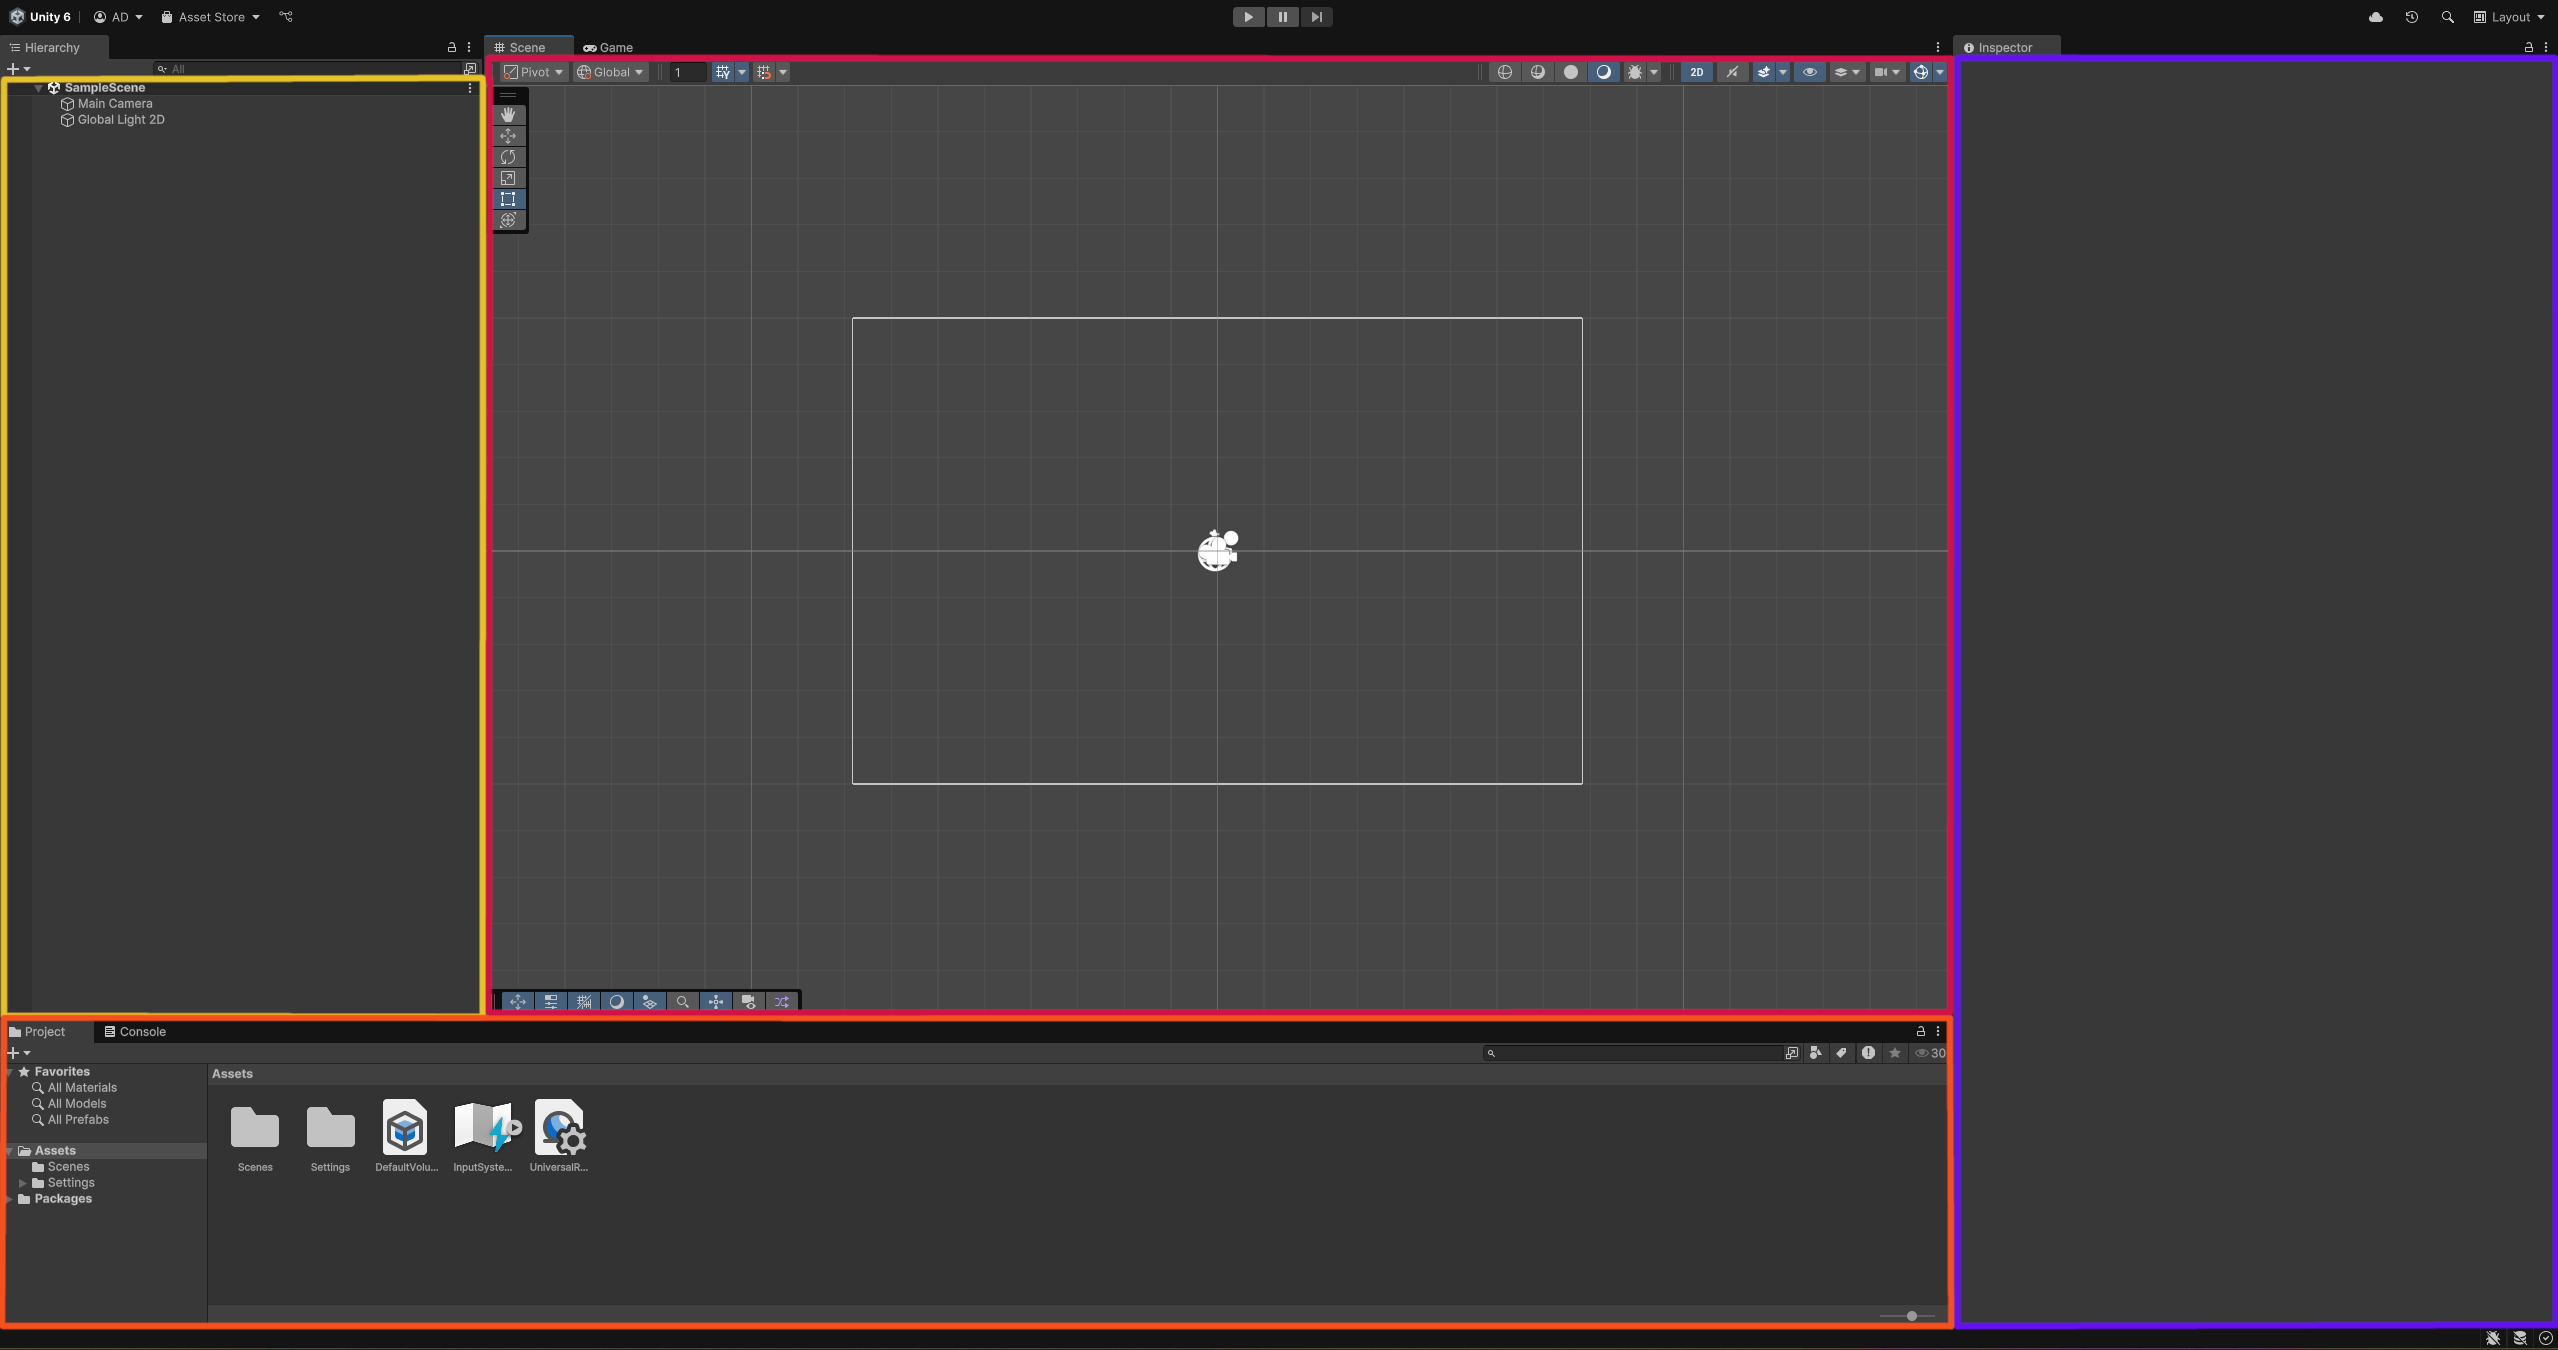 Unity 6 AD Asset Store Layout
Hierarchy Scene Game Inspector
All
Pivot Global 1 2D
SampleScene
Main Camera
Global Light 2D
Project Console
30
Favorites Assets
All Materials
All Models
All Prefabs
Assets
Scenes
Settings
Packages
Scenes Settings DefaultVolu... InputSyste... UniversalR...